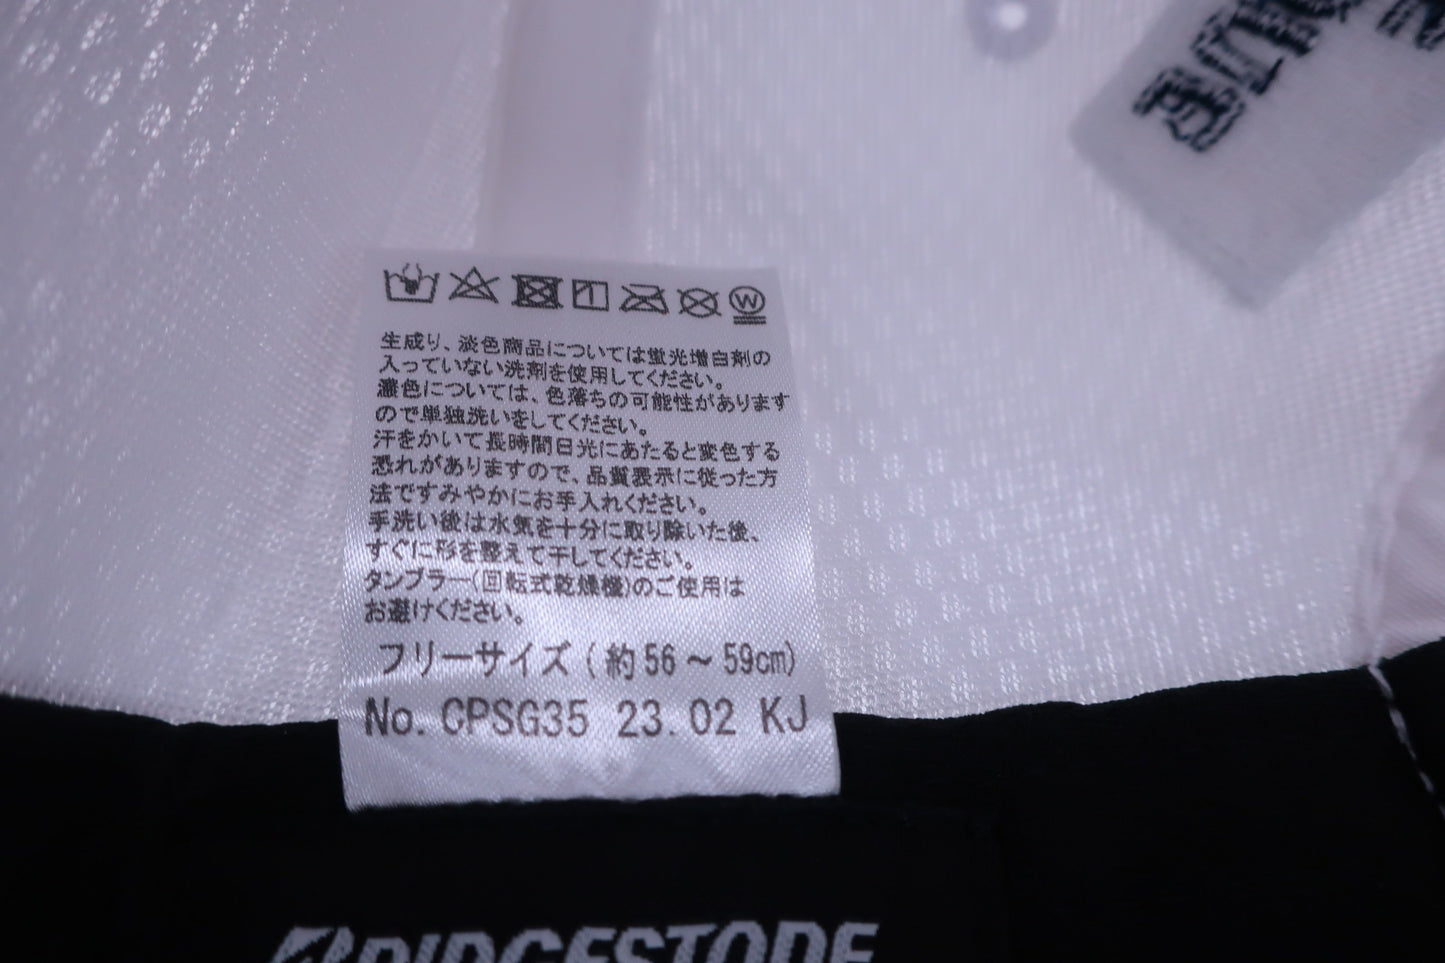 生成り、淡色商品については蛍光増白剤の
入っていない洗剤を使用してください。
濃色については、色落ちの可能性があります
ので単独洗いをしてください。
汗をかいて長時間日光にあたると変色する
恐れがありますので、品質表示に従った方
法ですみやかにお手入れください。
手洗い後は水気を十分に取り除いた後、
すぐに形を整えて干してください。
タンブラー(回転式乾燥機)のご使用は
お避けください。
フリーサイズ(約56～59cm)
No. CPSG35 23.02 KJ
BRIDGESTONE